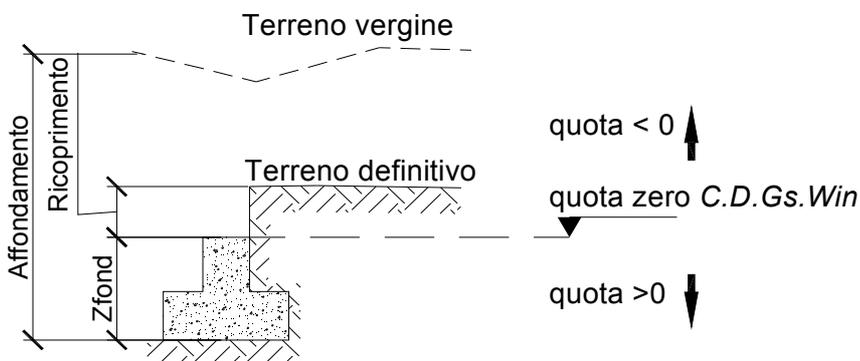 Terreno vergine
Affondamento
Ricoprimento
quota < 0
Terreno definitivo
quota zero C.D.Gs.Win
Zfond
quota >0